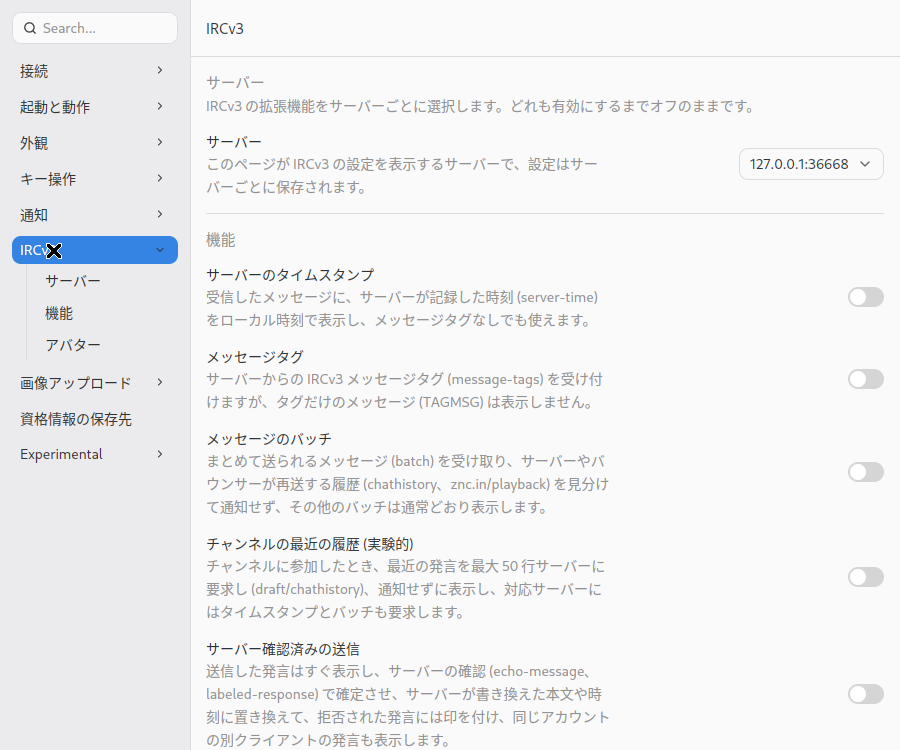 Search...
接続
起動と動作
外観
キー操作
通知
IRCv
サーバー
機能
アバター
画像アップロード
資格情報の保存先
Experimental
IRCv3
サーバー
IRCv3 の拡張機能をサーバーごとに選択します。どれも有効にするまでオフのままです。
サーバー
このページが IRCv3 の設定を表示するサーバーで、設定はサー
バーごとに保存されます。
127.0.0.1:36668
機能
サーバーのタイムスタンプ
受信したメッセージに、サーバーが記録した時刻 (server-time)
をローカル時刻で表示し、メッセージタグなしでも使えます。
メッセージタグ
サーバーからの IRCv3 メッセージタグ (message-tags) を受け付
けますが、タグだけのメッセージ (TAGMSG) は表示しません。
メッセージのバッチ
まとめて送られるメッセージ (batch) を受け取り、サーバーやバ
ウンサーが再送する履歴 (chathistory、znc.in/playback) を見分け
て通知せず、その他のバッチは通常どおり表示します。
チャンネルの最近の履歴 (実験的)
チャンネルに参加したとき、最近の発言を最大 50 行サーバーに
要求し (draft/chathistory)、通知せずに表示し、対応サーバーに
はタイムスタンプとバッチも要求します。
サーバー確認済みの送信
送信した発言はすぐ表示し、サーバーの確認 (echo-message、
labeled-response) で確定させ、サーバーが書き換えた本文や時
刻に置き換えて、拒否された発言には印を付け、同じアカウント
の別クライアントの発言も表示します。